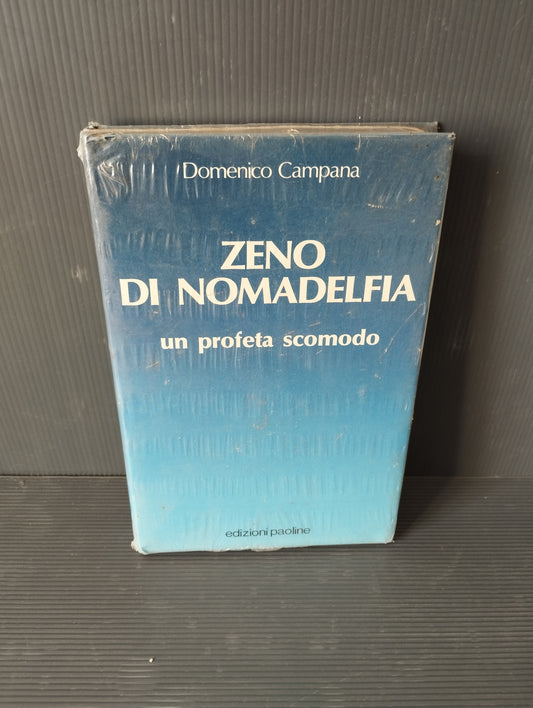 Domenico Campana
ZENO
DI NOMADELFIA
un profeta scomodo
edizioni paoline